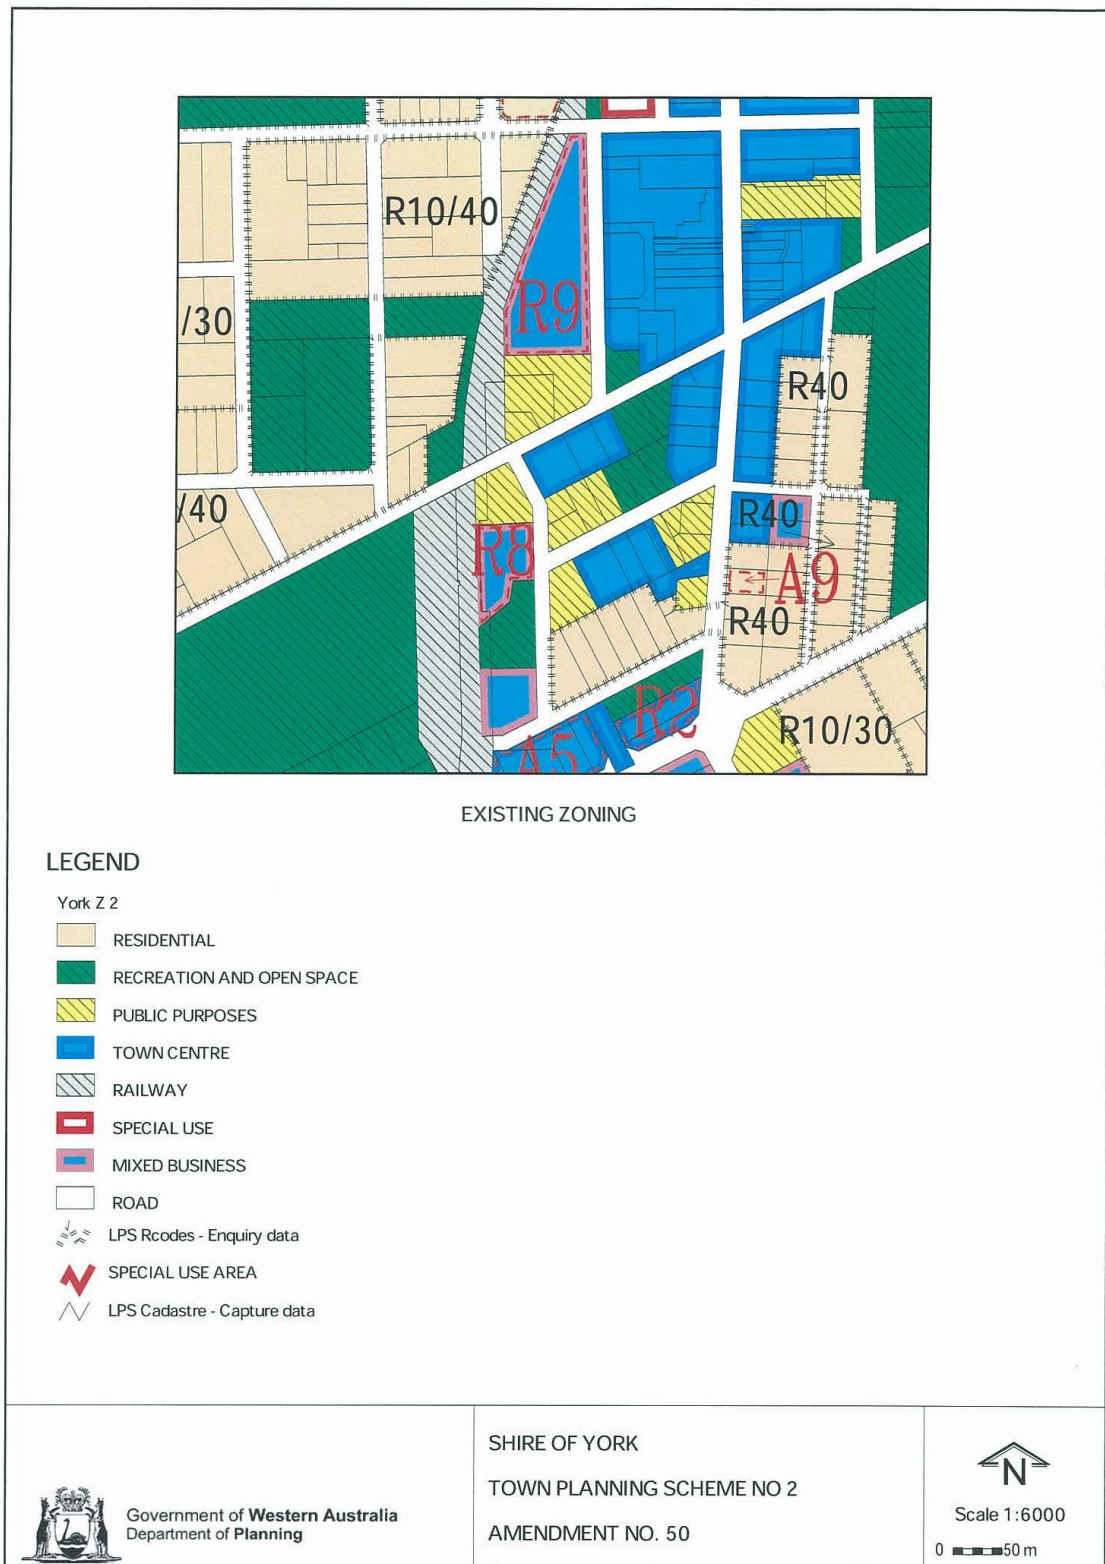 R10/40
R9
/30
R40
/40
R40
R8
A9
R40
R2
R10/30
A5
EXISTING ZONING
LEGEND
York Z 2
RESIDENTIAL
RECREATION AND OPEN SPACE
PUBLIC PURPOSES
TOWN CENTRE
RAILWAY
SPECIAL USE
MIXED BUSINESS
ROAD
LPS Rcodes - Enquiry data
SPECIAL USE AREA
LPS Cadastre - Capture data
Government of Western Australia
Department of Planning
SHIRE OF YORK
TOWN PLANNING SCHEME NO 2
AMENDMENT NO. 50
N
Scale 1:6000
0 50 m